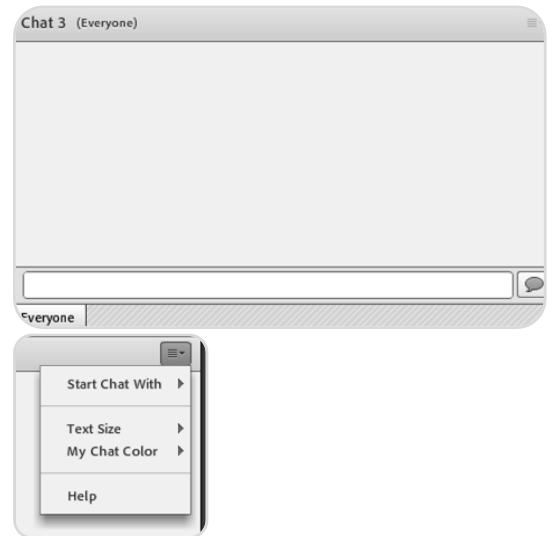 Chat 3 (Everyone)
Everyone
Start Chat With
Text Size
My Chat Color
Help